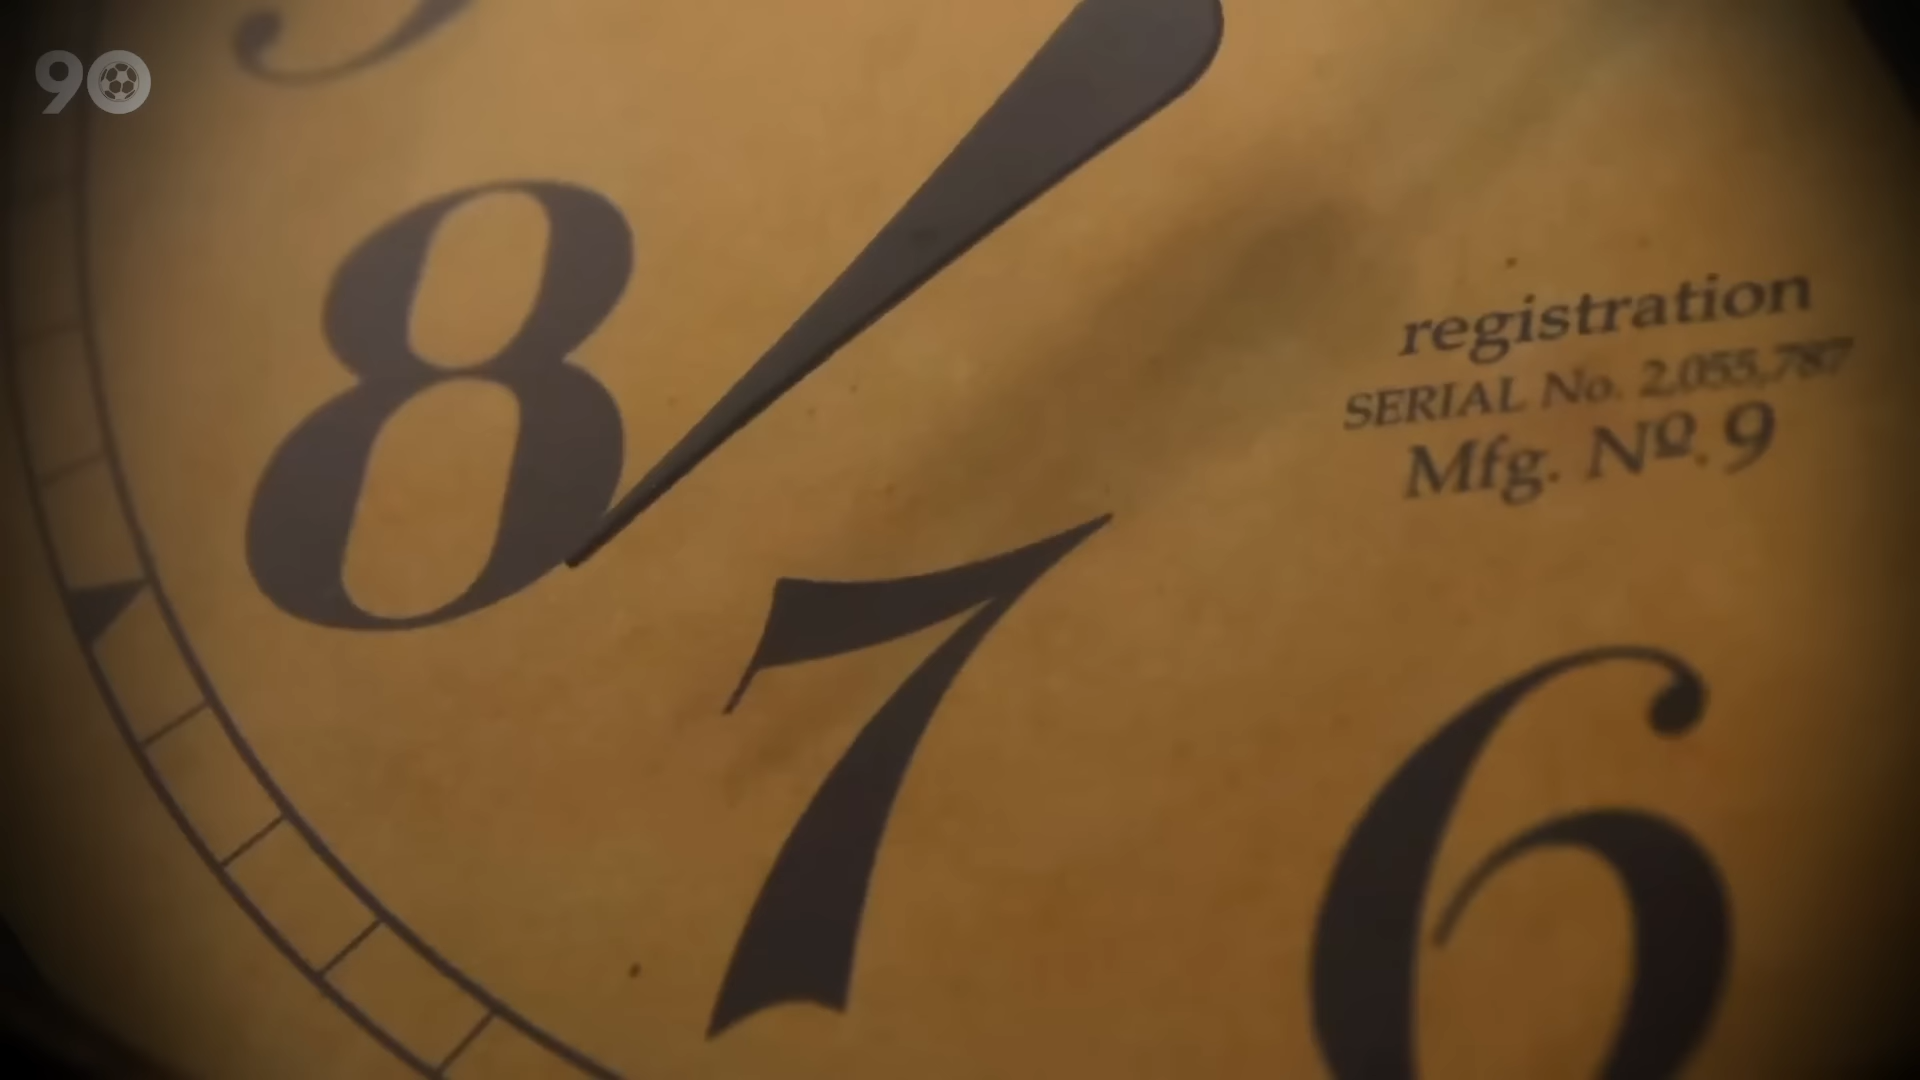 90
8
registration
SERIAL No. 2,055,787
Mfg. Nº. 9
7
6